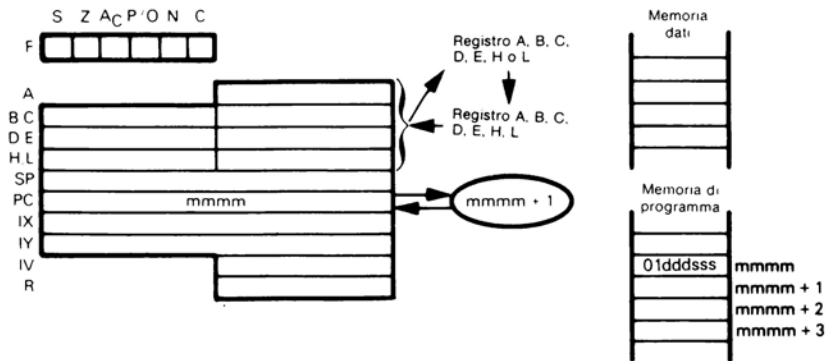 S Z AC P/O N C
F
A
B C
D E
H L
SP
PC mmmm
IX
IY
IV
R
Registro A, B, C,
D, E, H o L
Registro A, B, C,
D, E, H, L
mmmm + 1
Memoria
dati
Memoria di
programma
01dddsss mmmm
mmmm + 1
mmmm + 2
mmmm + 3